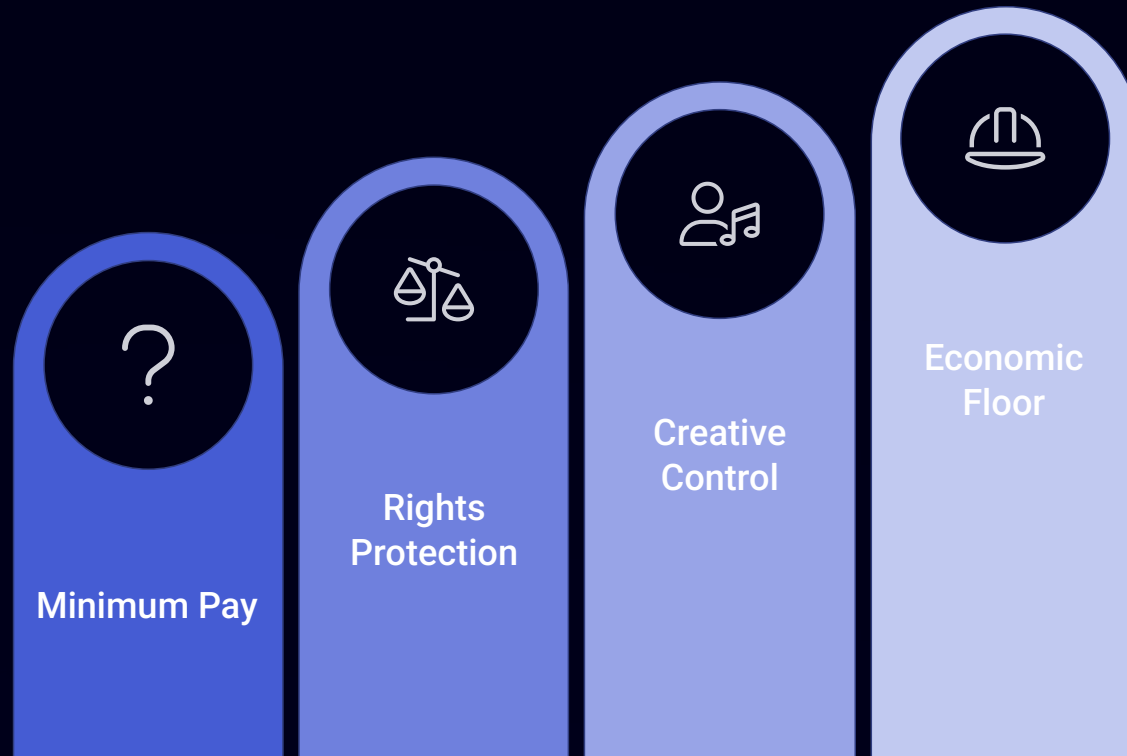 Minimum Pay
Rights
Protection
Creative
Control
Economic
Floor